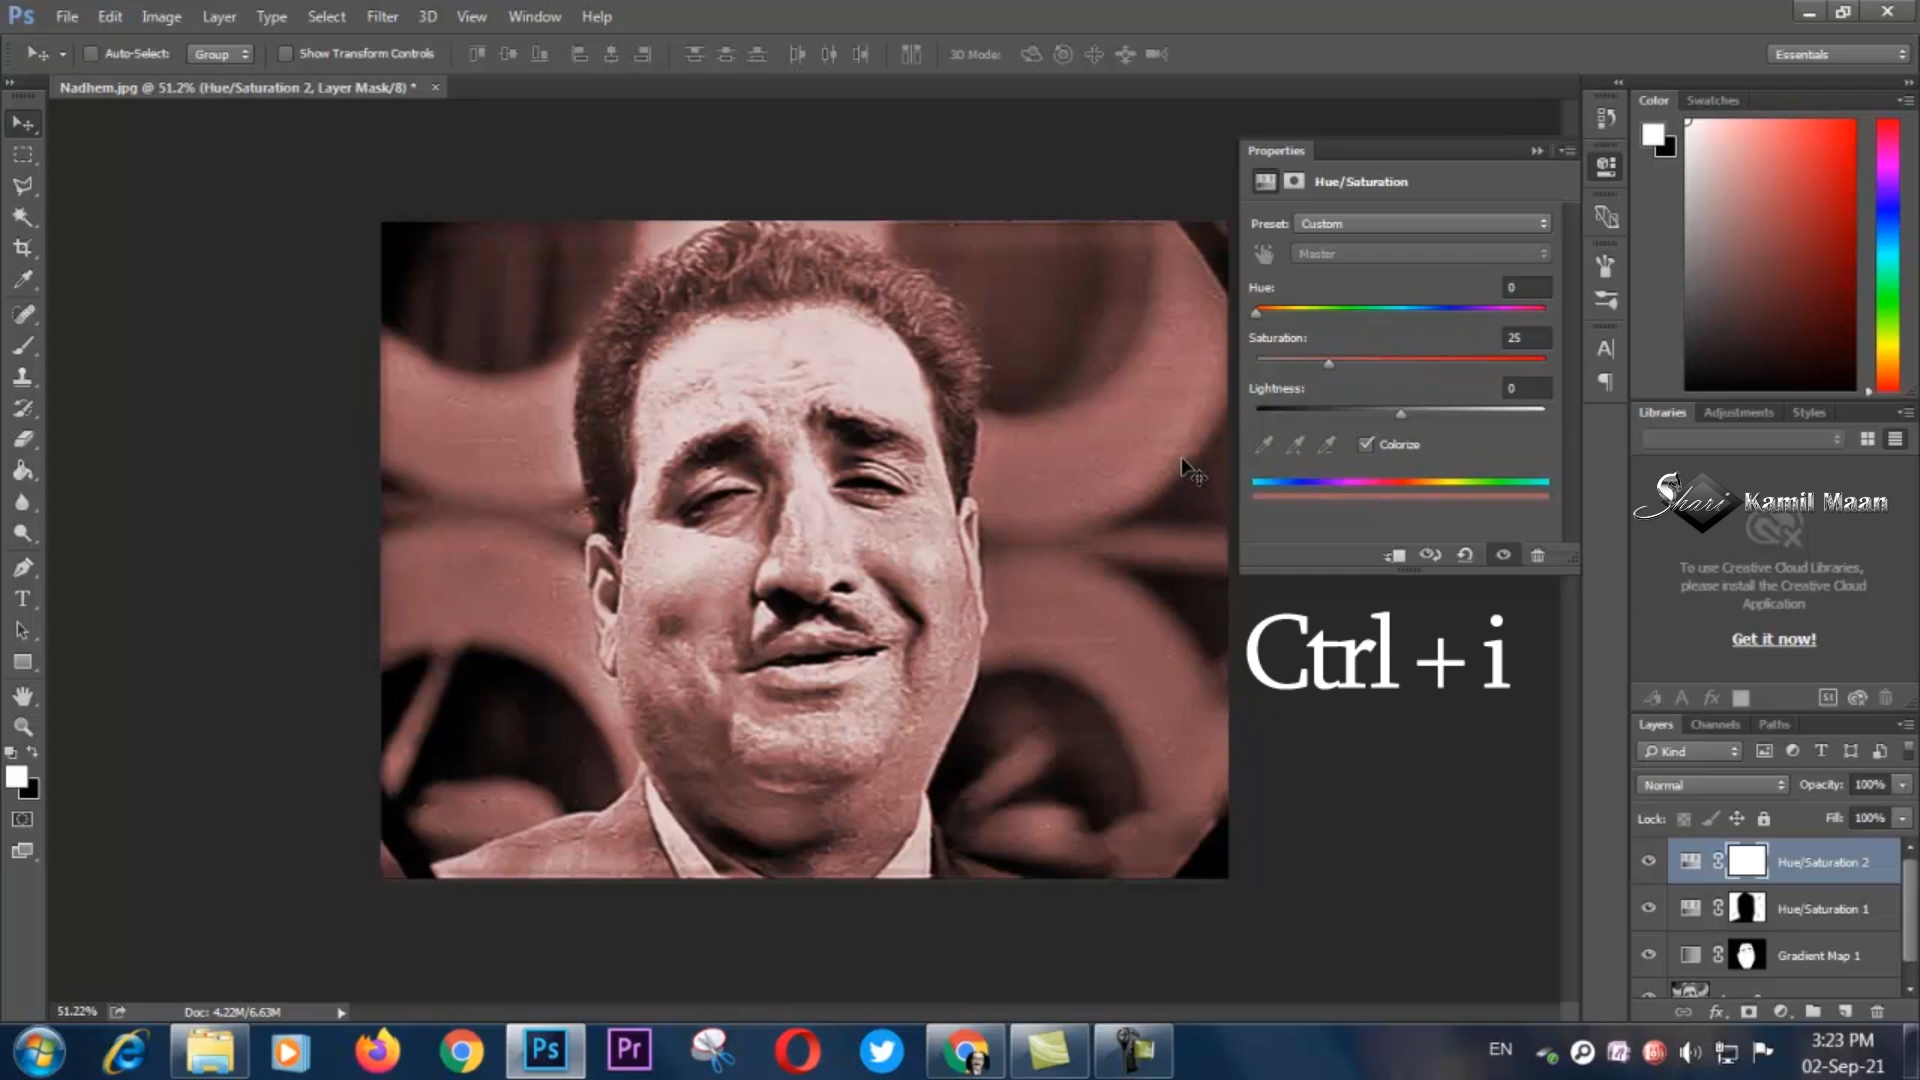 Ps File Edit Image Layer Type Select Filter 3D View Window Help
Auto-Select: Group Show Transform Controls 3D Mode: Essentials
Nadhem.jpg @ 51.2% (Hue/Saturation 2, Layer Mask/8) * ×
Color Swatches
Properties
Hue/Saturation
Preset: Custom
Master
Hue: 0
Saturation: 25
Lightness: 0
Colorize
Ctrl + i
Libraries Adjustments Styles
Shari Kamil Maan
To use Creative Cloud Libraries,
please install the Creative Cloud
Application
Get it now!
St
Layers Channels Paths
Kind
Normal Opacity: 100%
Lock: Fill: 100%
Hue/Saturation 2
Hue/Saturation 1
Gradient Map 1
51.22% Doc: 4.22M/6.63M
Ps Pr EN
3:23 PM
02-Sep-21